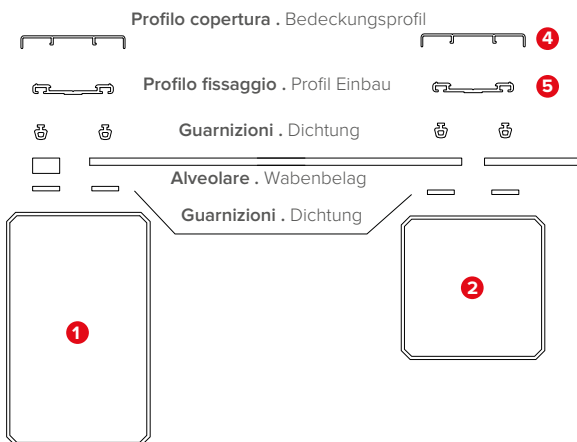 Profilo copertura . Bedeckungsprofil
4
Profilo fissaggio . Profil Einbau
5
Guarnizioni . Dichtung
Alveolare . Wabenbelag
Guarnizioni . Dichtung
1
2